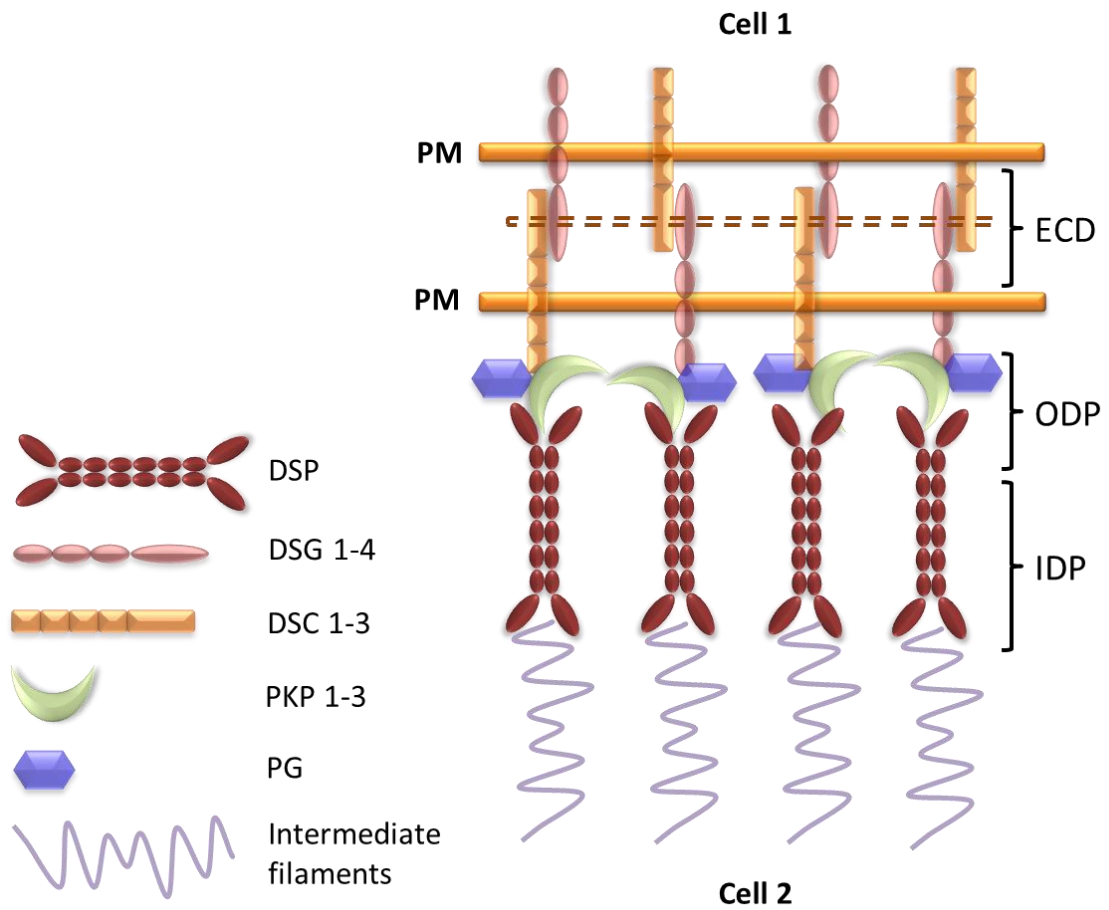 Cell 1
PM
ECD
PM
ODP
IDP
DSP
DSG 1-4
DSC 1-3
PKP 1-3
PG
Intermediate
filaments
Cell 2